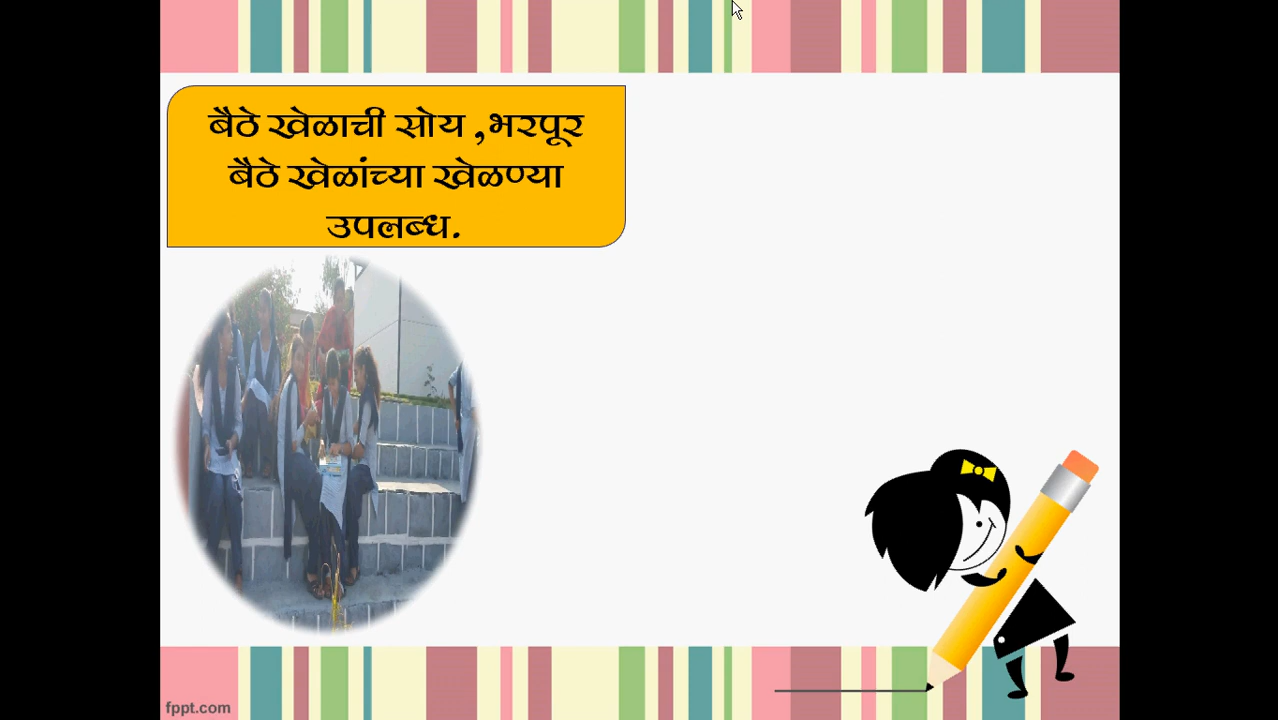 बैठे खेळाची सोय ,भरपूर
बैठे खेळांच्या खेळण्या
उपलब्ध.
fppt.com